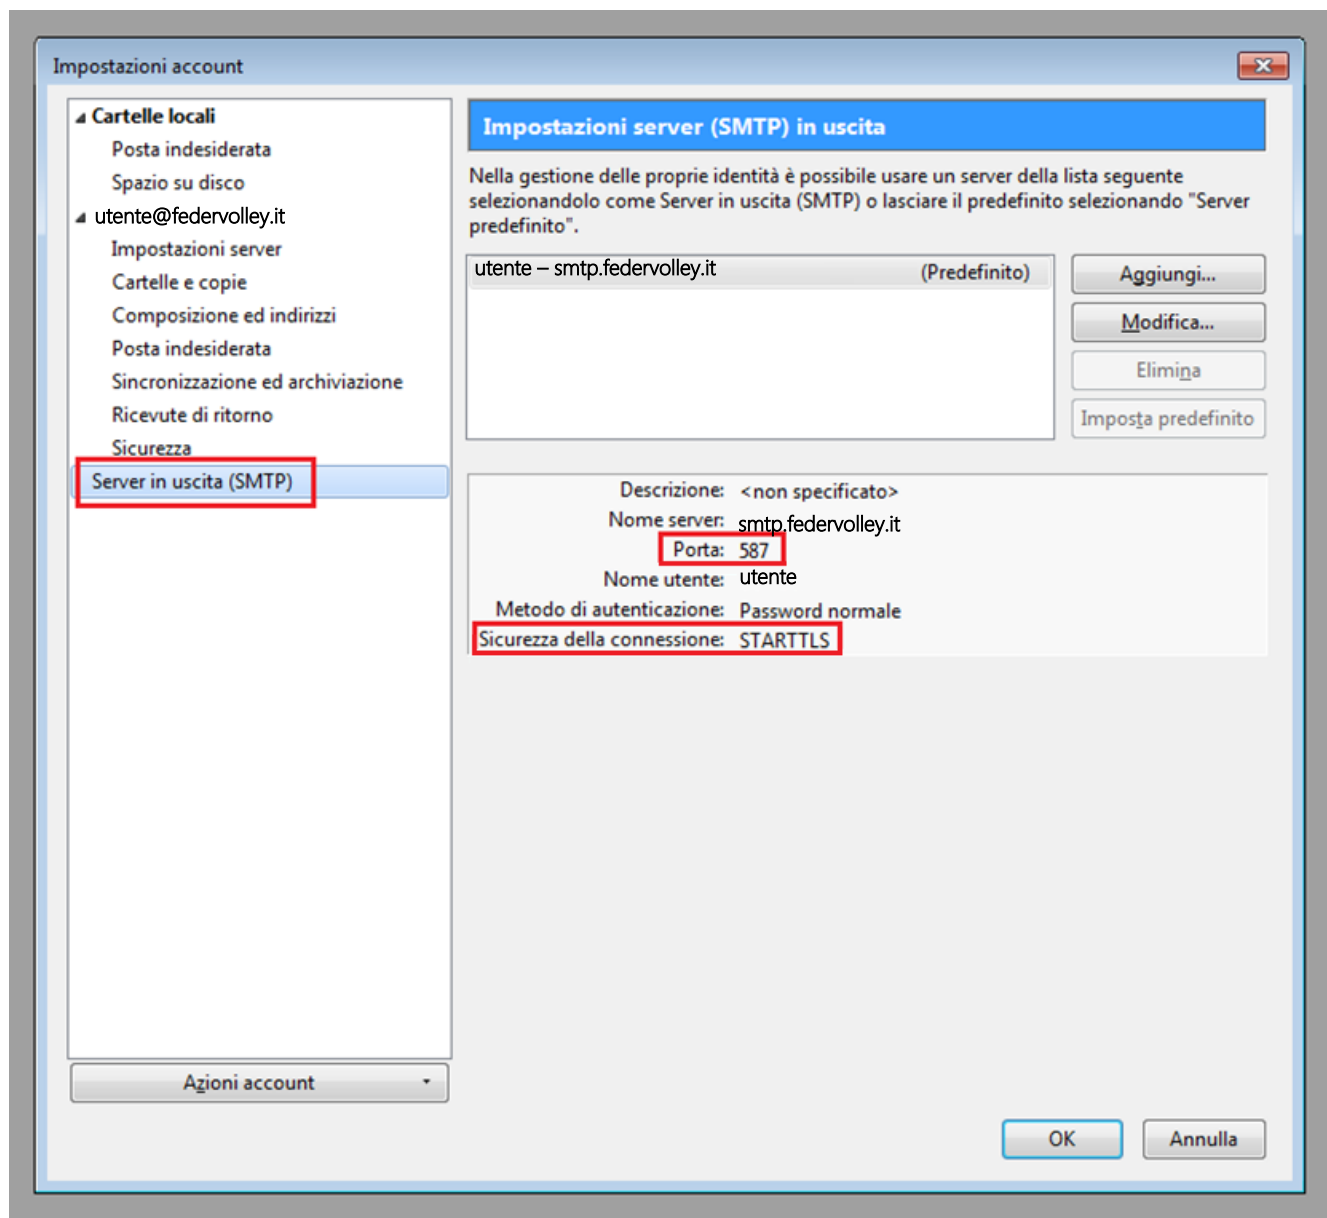 Impostazioni account
Cartelle locali
Posta indesiderata
Spazio su disco
utente@federvolley.it
Impostazioni server
Cartelle e copie
Composizione ed indirizzi
Posta indesiderata
Sincronizzazione ed archiviazione
Ricevute di ritorno
Sicurezza
Server in uscita (SMTP)
Azioni account
Impostazioni server (SMTP) in uscita
Nella gestione delle proprie identità è possibile usare un server della lista seguente
selezionandolo come Server in uscita (SMTP) o lasciare il predefinito selezionando "Server
predefinito".
utente – smtp.federvolley.it (Predefinito)
Aggiungi...
Modifica...
Elimina
Imposta predefinito
Descrizione: <non specificato>
Nome server: smtp.federvolley.it
Porta: 587
Nome utente: utente
Metodo di autenticazione: Password normale
Sicurezza della connessione: STARTTLS
OK
Annulla